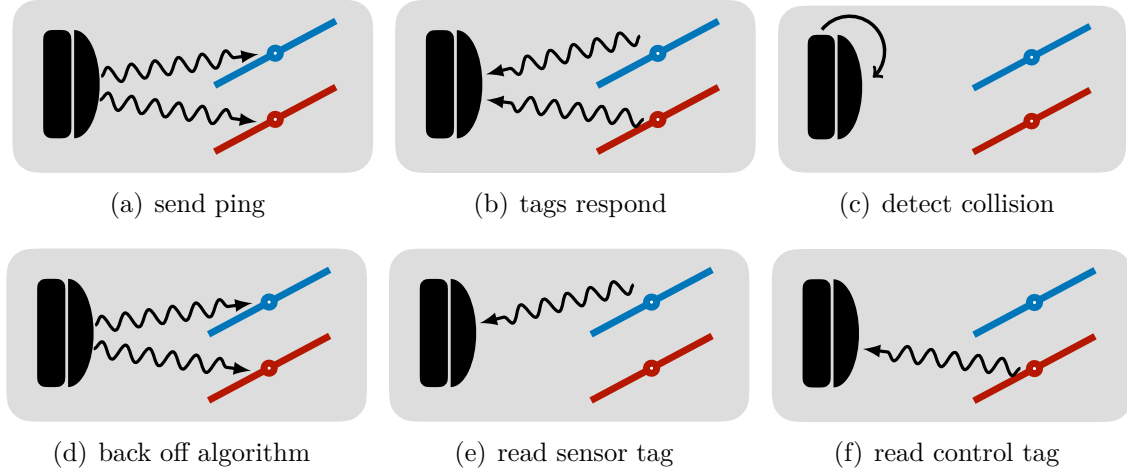 (a) send ping
(b) tags respond
(c) detect collision
(d) back off algorithm
(e) read sensor tag
(f) read control tag